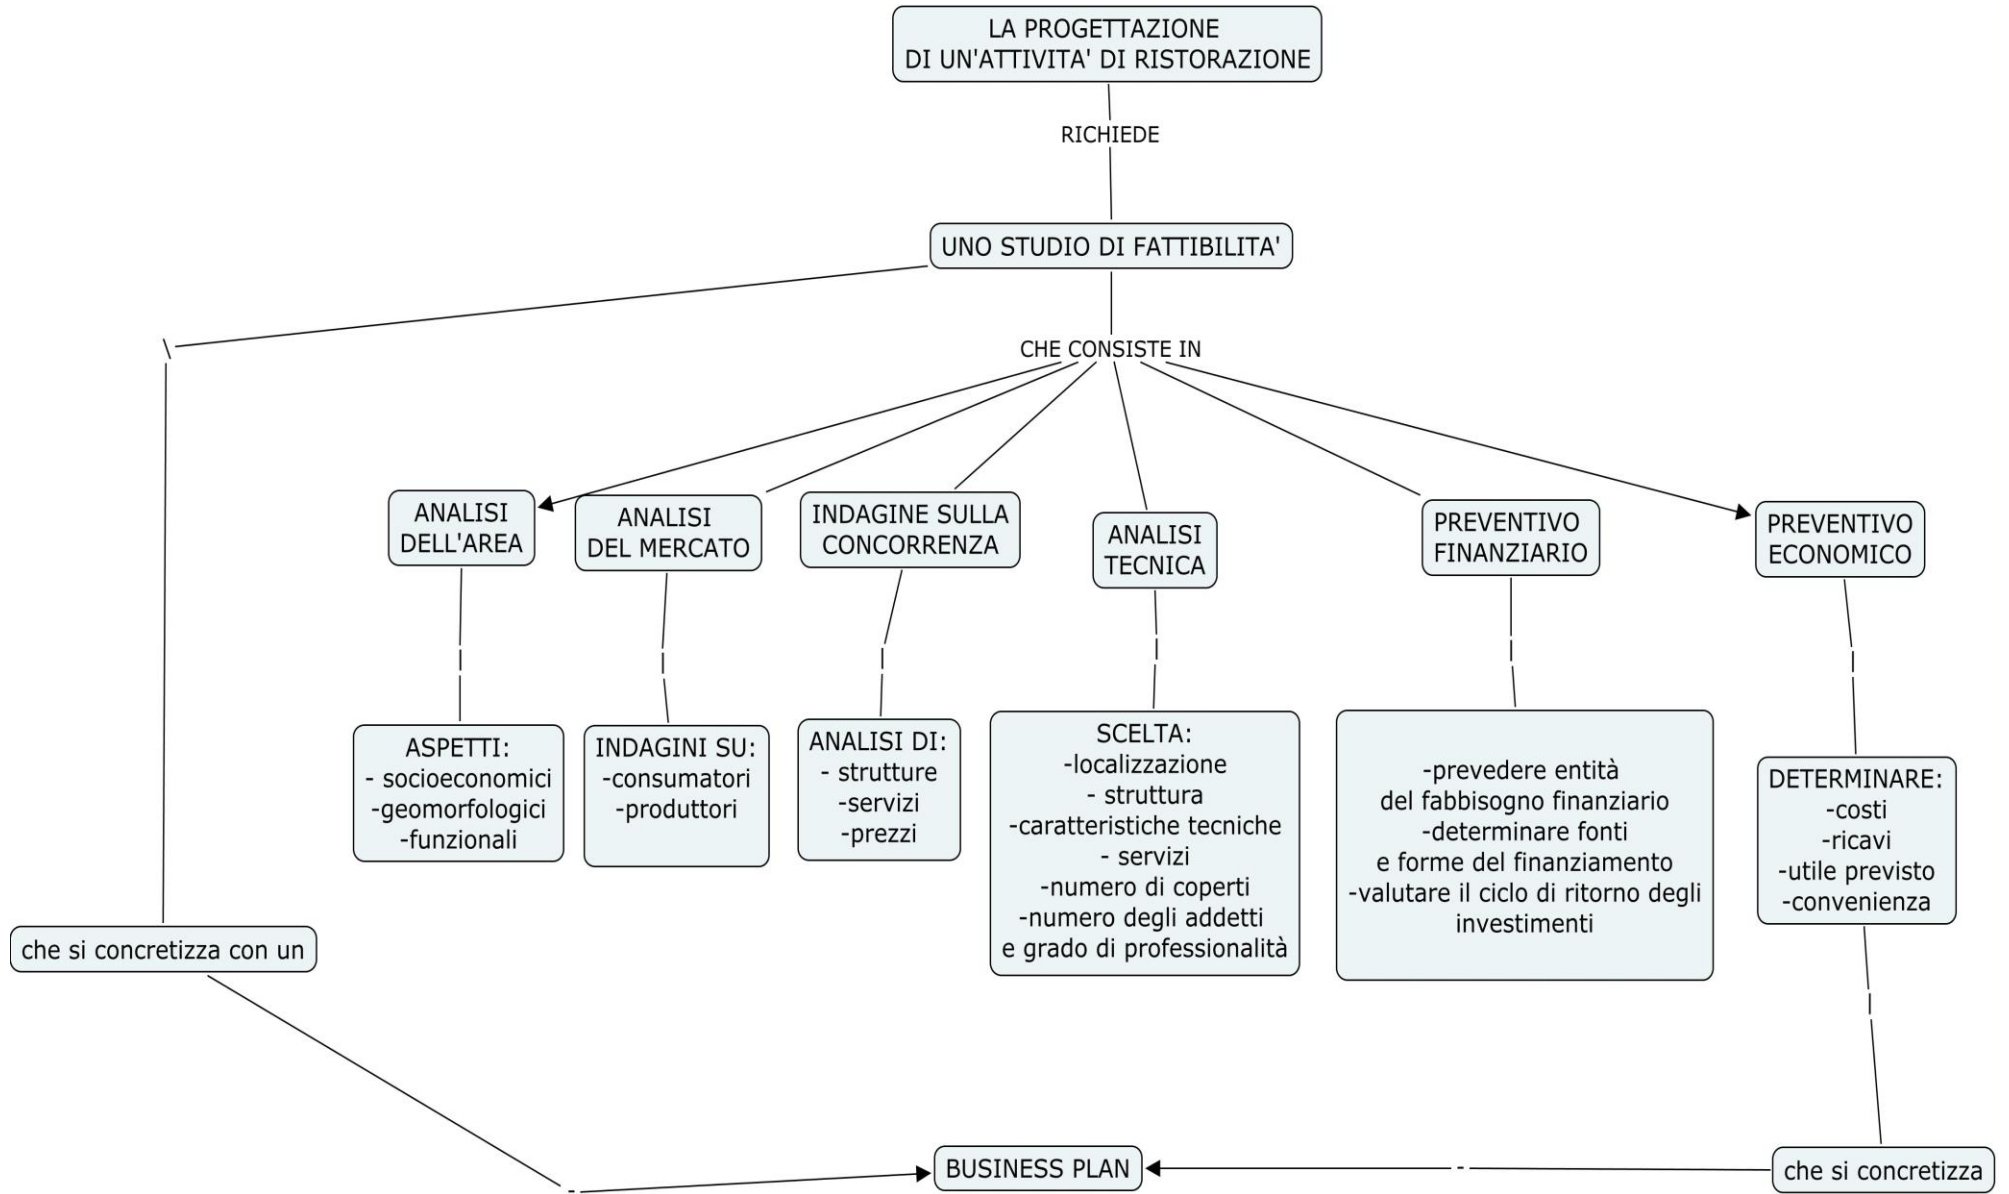 LA PROGETTAZIONE
DI UN'ATTIVITA' DI RISTORAZIONE
RICHIEDE
UNO STUDIO DI FATTIBILITA'
\
CHE CONSISTE IN
ANALISI
DELL'AREA
ANALISI
DEL MERCATO
INDAGINE SULLA
CONCORRENZA
ANALISI
TECNICA
PREVENTIVO
FINANZIARIO
PREVENTIVO
ECONOMICO
|
|
|
|
|
|
ASPETTI:
- socioeconomici
-geomorfologici
-funzionali
INDAGINI SU:
-consumatori
-produttori
ANALISI DI:
- strutture
-servizi
-prezzi
SCELTA:
-localizzazione
- struttura
-caratteristiche tecniche
- servizi
-numero di coperti
-numero degli addetti
e grado di professionalità
-prevedere entità
del fabbisogno finanziario
-determinare fonti
e forme del finanziamento
-valutare il ciclo di ritorno degli
investimenti
DETERMINARE:
-costi
-ricavi
-utile previsto
-convenienza
che si concretizza con un
|
-
BUSINESS PLAN
-
che si concretizza